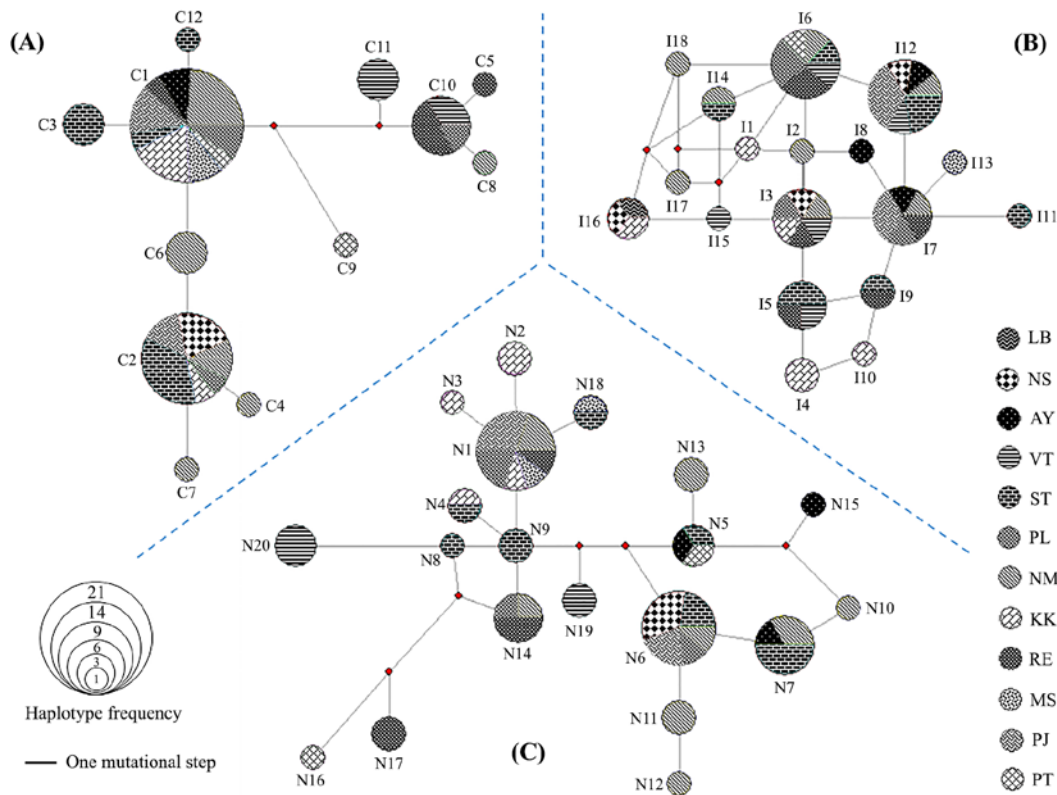 (A)
C12
C1
C3
C11
C5
C10
C8
C6
C9
C2
C4
C7
(B)
I6
I18
I12
I14
I1
I2
I8
I13
I3
I17
I16
I15
I7
I11
I5
I9
I10
I4
N2
N3
N18
N1
N13
N4
N9
N5
N15
N20
N8
N10
N19
N14
N6
N7
N11
N17
N16
N12
(C)
21
14
9
6
3
1
Haplotype frequency
One mutational step
LB
NS
AY
VT
ST
PL
NM
KK
RE
MS
PJ
PT